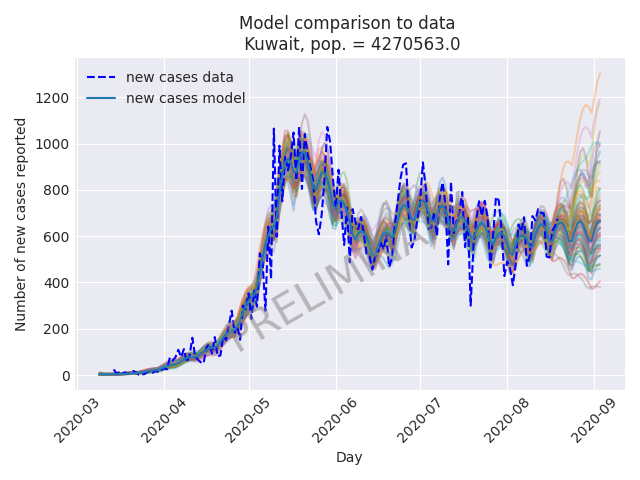 Model comparison to data
Kuwait, pop. = 4270563.0
new cases data
new cases model
Number of new cases reported
1200
1000
800
600
400
200
0
2020-03
2020-04
2020-05
2020-06
2020-07
2020-08
2020-09
Day